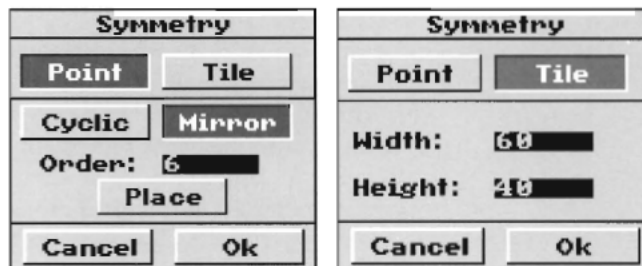 Symmetry
Point Tile
Cyclic Mirror
Order: 6
Place
Cancel Ok
Symmetry
Point Tile
Width: 60
Height: 40
Cancel Ok